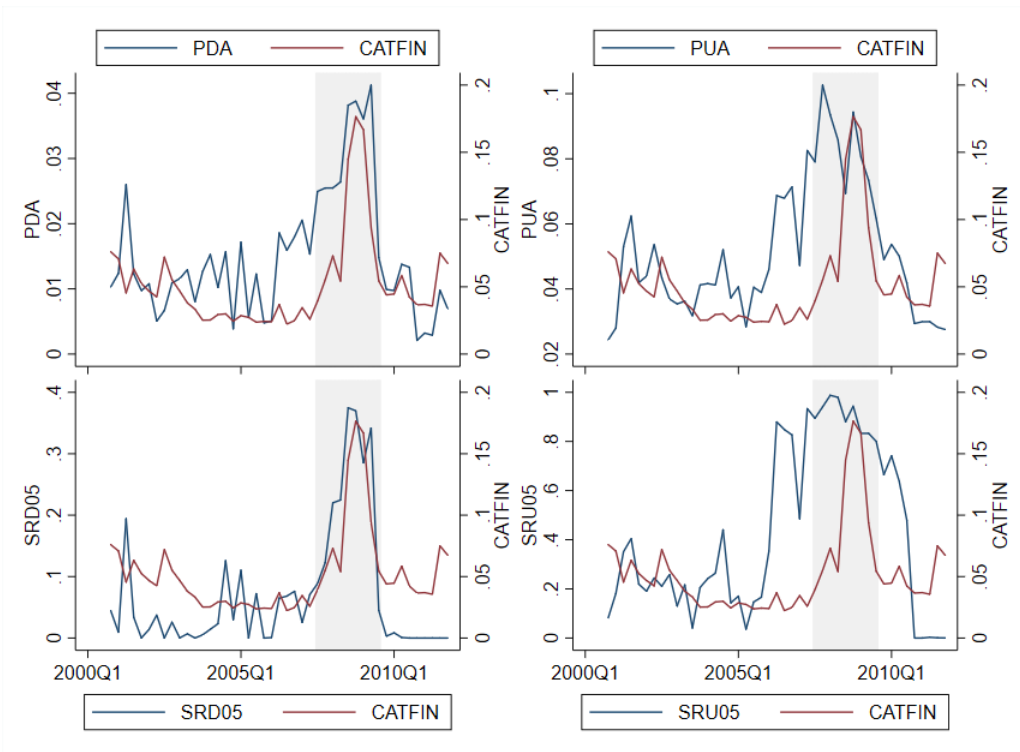 PDA CATFIN
PUA CATFIN
.04
.03
.02
.01
0
PDA
.2
.15
.1
.05
0
CATFIN
.1
.08
.06
.04
.02
PUA
.2
.15
.1
.05
0
CATFIN
.4
.3
.2
.1
0
SRD05
.2
.15
.1
.05
0
CATFIN
1
.8
.6
.4
.2
0
SRU05
.2
.15
.1
.05
0
CATFIN
2000Q1 2005Q1 2010Q1
2000Q1 2005Q1 2010Q1
SRD05 CATFIN
SRU05 CATFIN